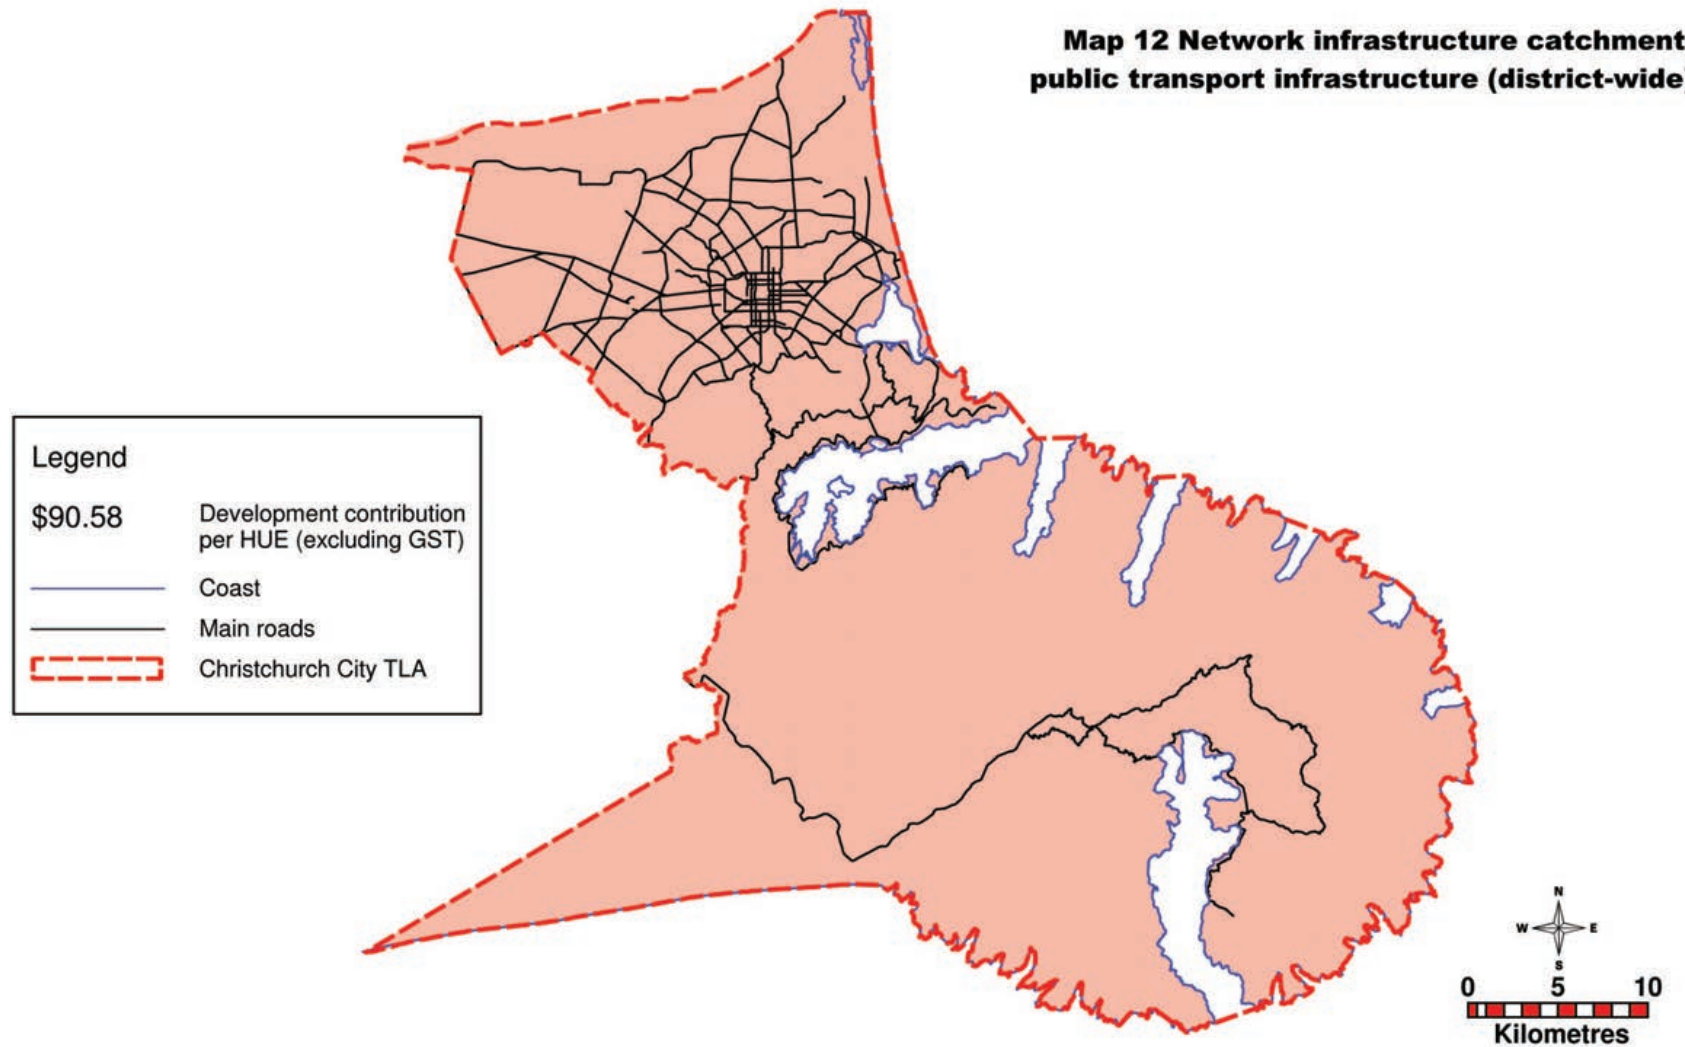 Map 12 Network infrastructure catchment
public transport infrastructure (district-wide)
Legend
$90.58 Development contribution
per HUE (excluding GST)
Coast
Main roads
Christchurch City TLA
N
W E
S
0 5 10
Kilometres